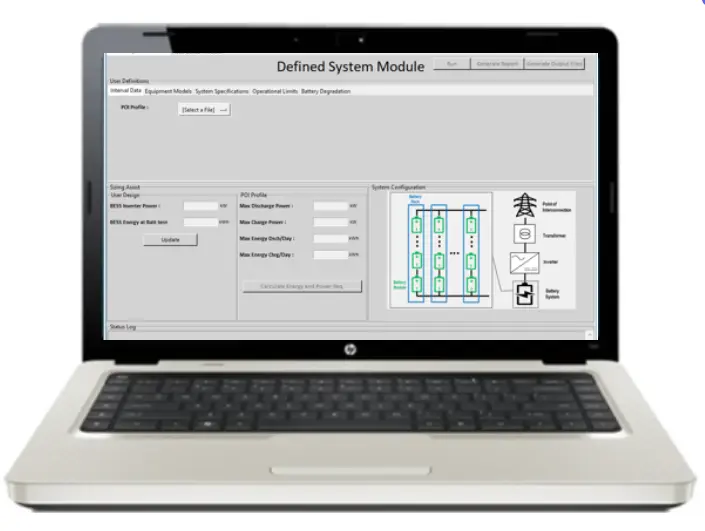 Defined System Module
Run
Generate Report
Generate Output Files
User Definitions
Interval Data Equipment Models System Specifications Operational Limits Battery Degradation
POI Profile :
[Select a File]
Sizing Assist
User Design
BESS Inverter Power :
kW
BESS Energy at Batt term
kWh
Update
POI Profile
Max Discharge Power :
kW
Max Charge Power :
kW
Max Energy Dsch/Day :
kWh
Max Energy Chrg/Day :
kWh
Calculate Energy and Power Req.
System Configuration
Battery
Rack
Battery
Module
Point of
Interconnection
Transformer
Inverter
Battery
System
Status Log
hp